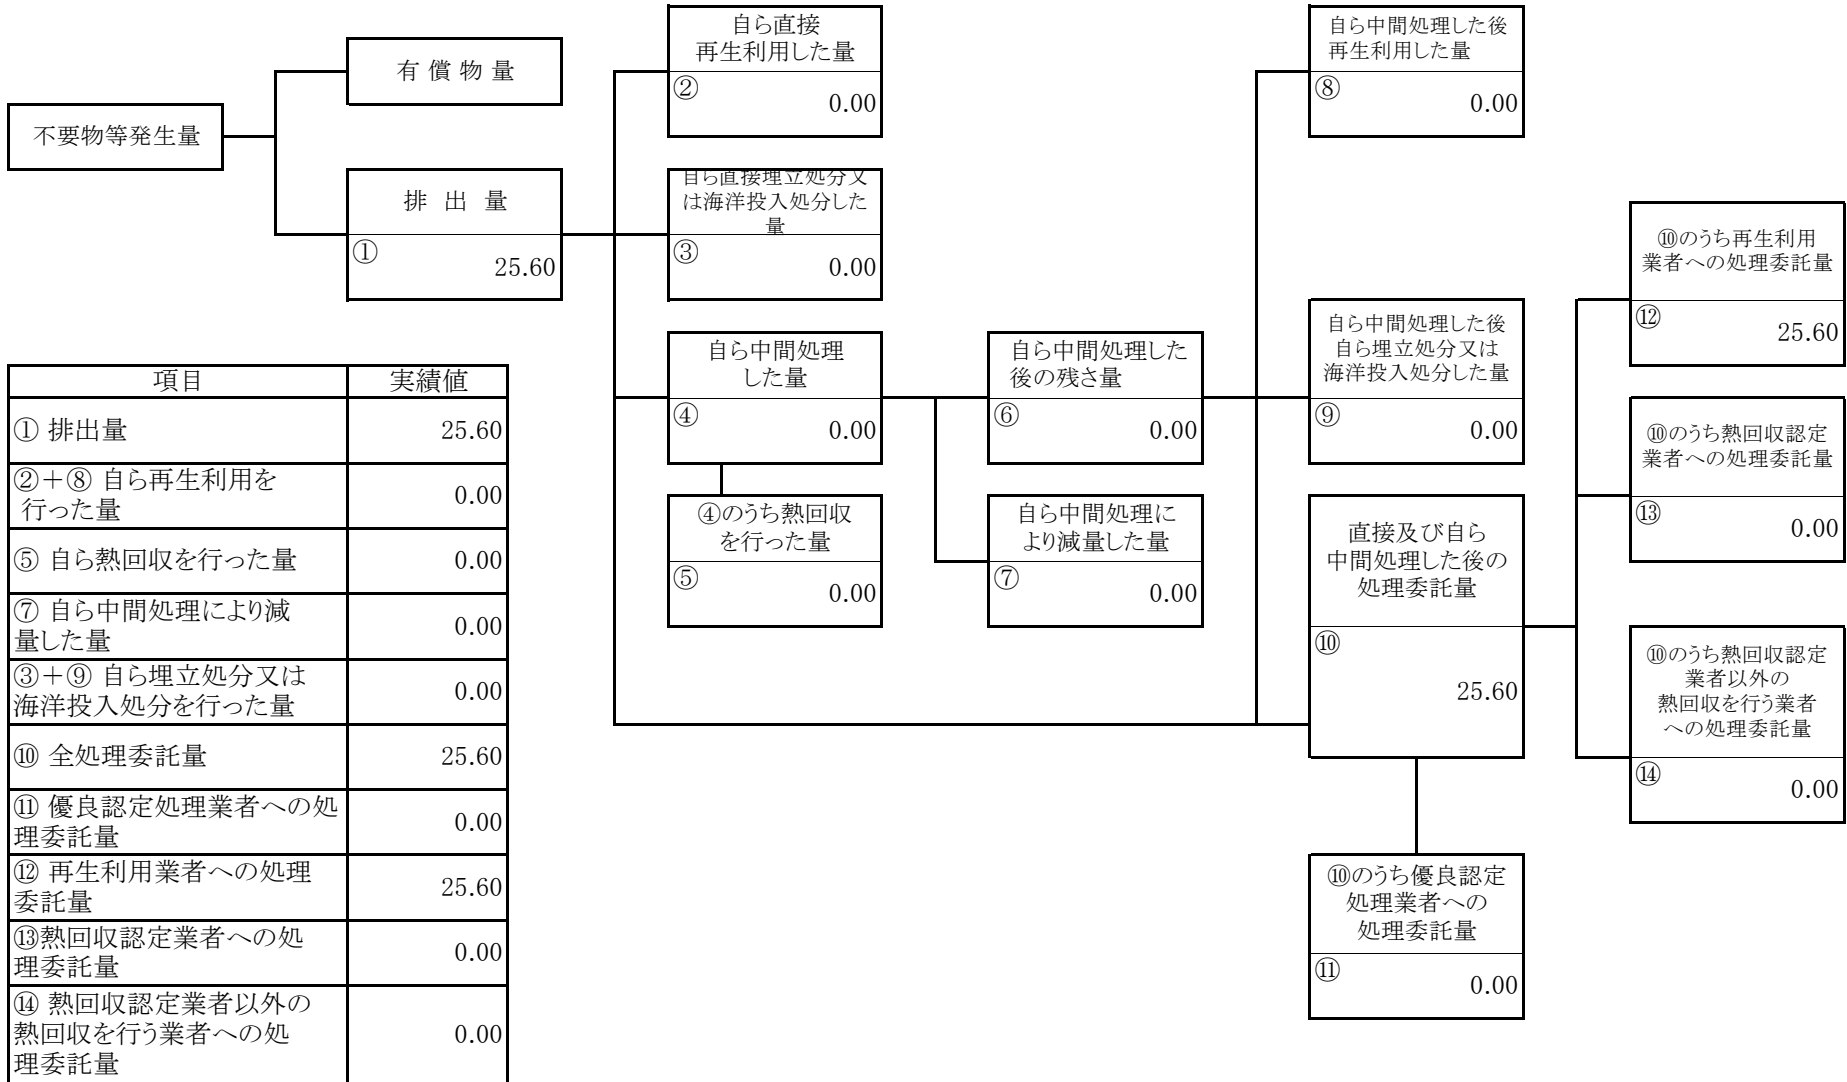 不要物等発生量
有 償 物 量
排 出 量
①
25.60
自ら直接
再生利用した量
②
0.00
自ら直接埋立処分又
は海洋投入処分した
量
③
0.00
自ら中間処理
した量
④
0.00
④のうち熱回収
を行った量
⑤
0.00
自ら中間処理した
後の残さ量
⑥
0.00
自ら中間処理に
より減量した量
⑦
0.00
自ら中間処理した後
再生利用した量
⑧
0.00
自ら中間処理した後
自ら埋立処分又は
海洋投入処分した量
⑨
0.00
直接及び自ら
中間処理した後の
処理委託量
⑩
25.60
⑩のうち優良認定
処理業者への
処理委託量
⑪
0.00
⑩のうち再生利用
業者への処理委託量
⑫
25.60
⑩のうち熱回収認定
業者への処理委託量
⑬
0.00
⑩のうち熱回収認定
業者以外の
熱回収を行う業者
への処理委託量
⑭
0.00
項目 実績値
① 排出量 25.60
②+⑧ 自ら再生利用を
行った量 0.00
⑤ 自ら熱回収を行った量 0.00
⑦ 自ら中間処理により減
量した量 0.00
③+⑨ 自ら埋立処分又は
海洋投入処分を行った量 0.00
⑩ 全処理委託量 25.60
⑪ 優良認定処理業者への処
理委託量 0.00
⑫ 再生利用業者への処理
委託量 25.60
⑬熱回収認定業者への処
理委託量 0.00
⑭ 熱回収認定業者以外の
熱回収を行う業者への処
理委託量 0.00